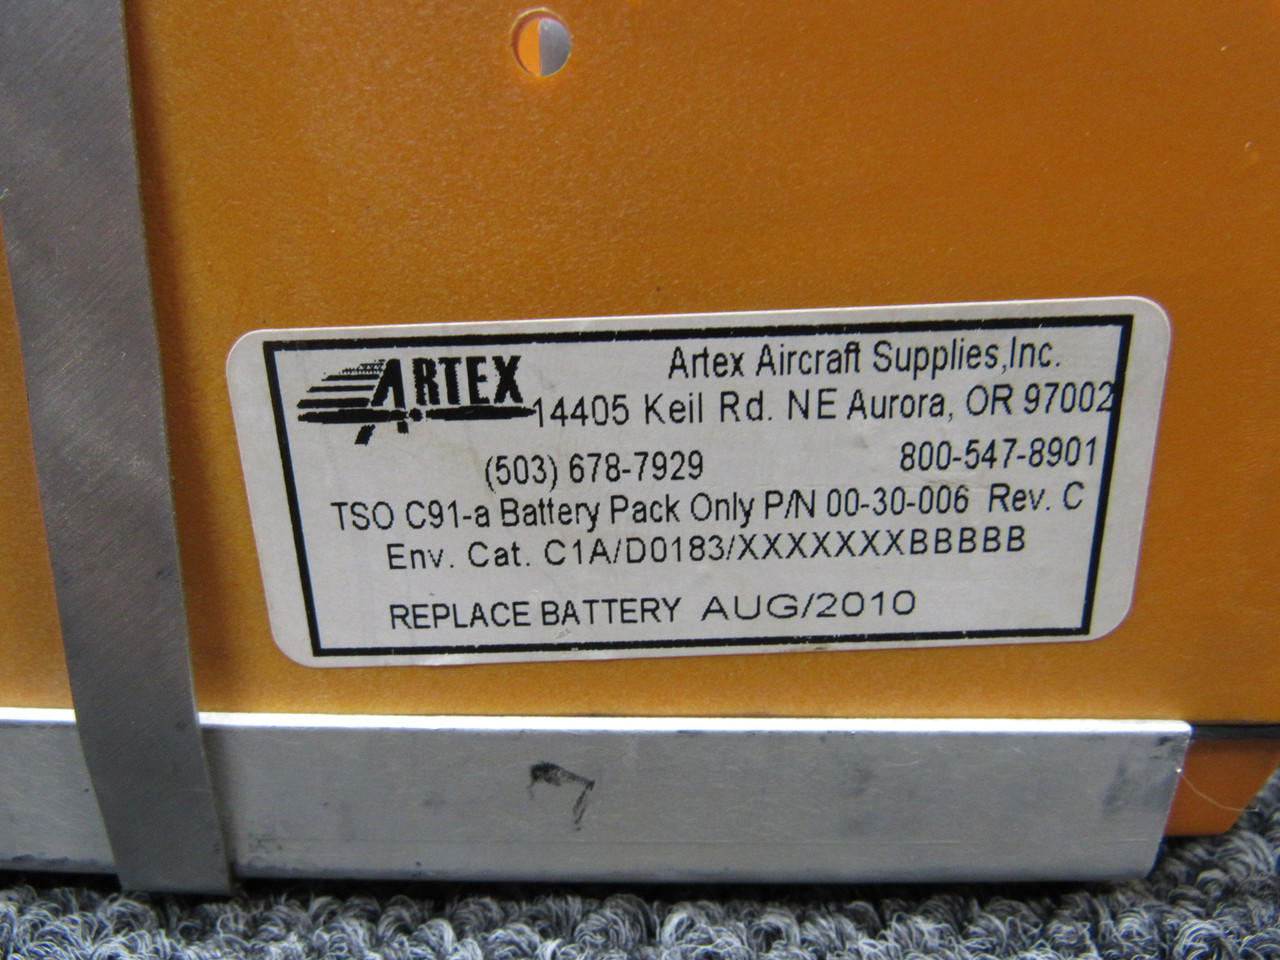 ARTEX
Artex Aircraft Supplies,Inc.
14405 Keil Rd. NE Aurora, OR 97002
(503) 678-7929 800-547-8901
TSO C91-a Battery Pack Only P/N 00-30-006 Rev. C
Env. Cat. C1A/D0183/XXXXXXXBBBBB
REPLACE BATTERY AUG/2010